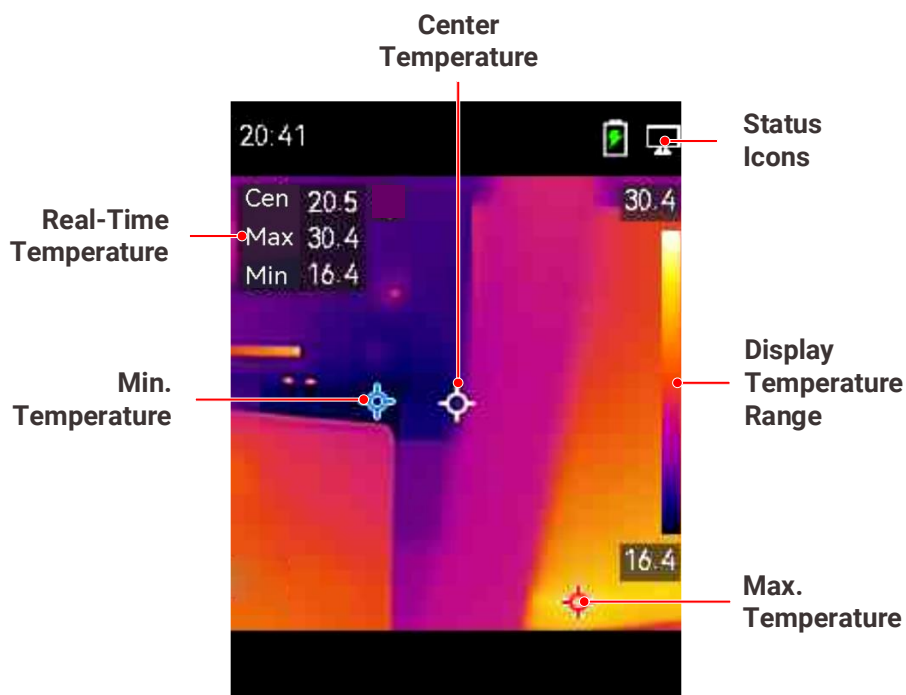 Center
Temperature
20:41
Status
Icons
Cen 20.5
Max 30.4
Min 16.4
30.4
Real-Time
Temperature
Display
Temperature
Range
Min.
Temperature
16.4
Max.
Temperature